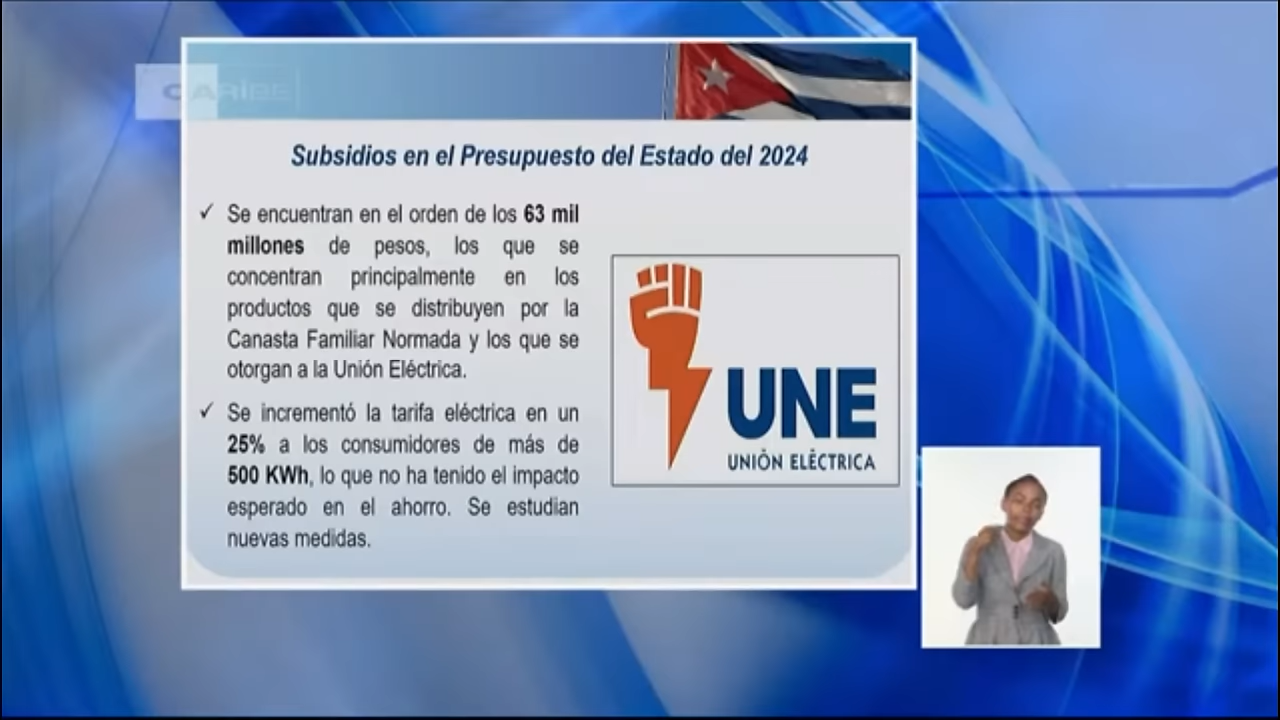 CARIBE
Subsidios en el Presupuesto del Estado del 2024
✓ Se encuentran en el orden de los 63 mil
millones de pesos, los que se
concentran principalmente en los
productos que se distribuyen por la
Canasta Familiar Normada y los que se
otorgan a la Unión Eléctrica.
✓ Se incrementó la tarifa eléctrica en un
25% a los consumidores de más de
500 KWh, lo que no ha tenido el impacto
esperado en el ahorro. Se estudian
nuevas medidas.
UNE
UNIÓN ELÉCTRICA